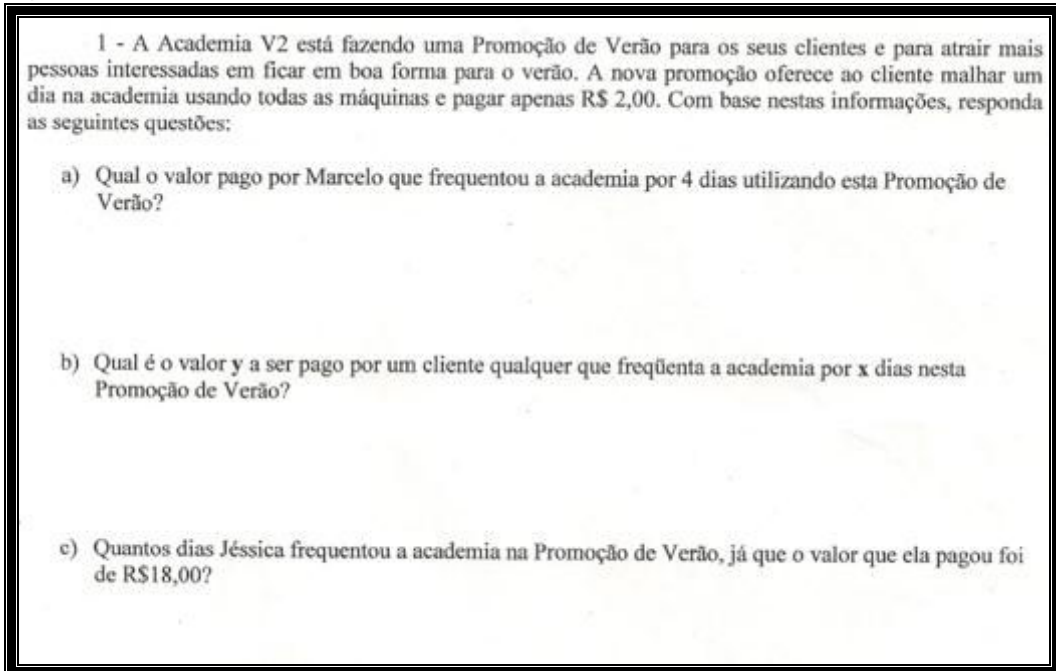 1 - A Academia V2 está fazendo uma Promoção de Verão para os seus clientes e para atrair mais
pessoas interessadas em ficar em boa forma para o verão. A nova promoção oferece ao cliente malhar um
dia na academia usando todas as máquinas e pagar apenas R$ 2,00. Com base nestas informações, responda
as seguintes questões:
a) Qual o valor pago por Marcelo que frequentou a academia por 4 dias utilizando esta Promoção de
Verão?
b) Qual é o valor y a ser pago por um cliente qualquer que freqüenta a academia por x dias nesta
Promoção de Verão?
c) Quantos dias Jéssica frequentou a academia na Promoção de Verão, já que o valor que ela pagou foi
de R$18,00?